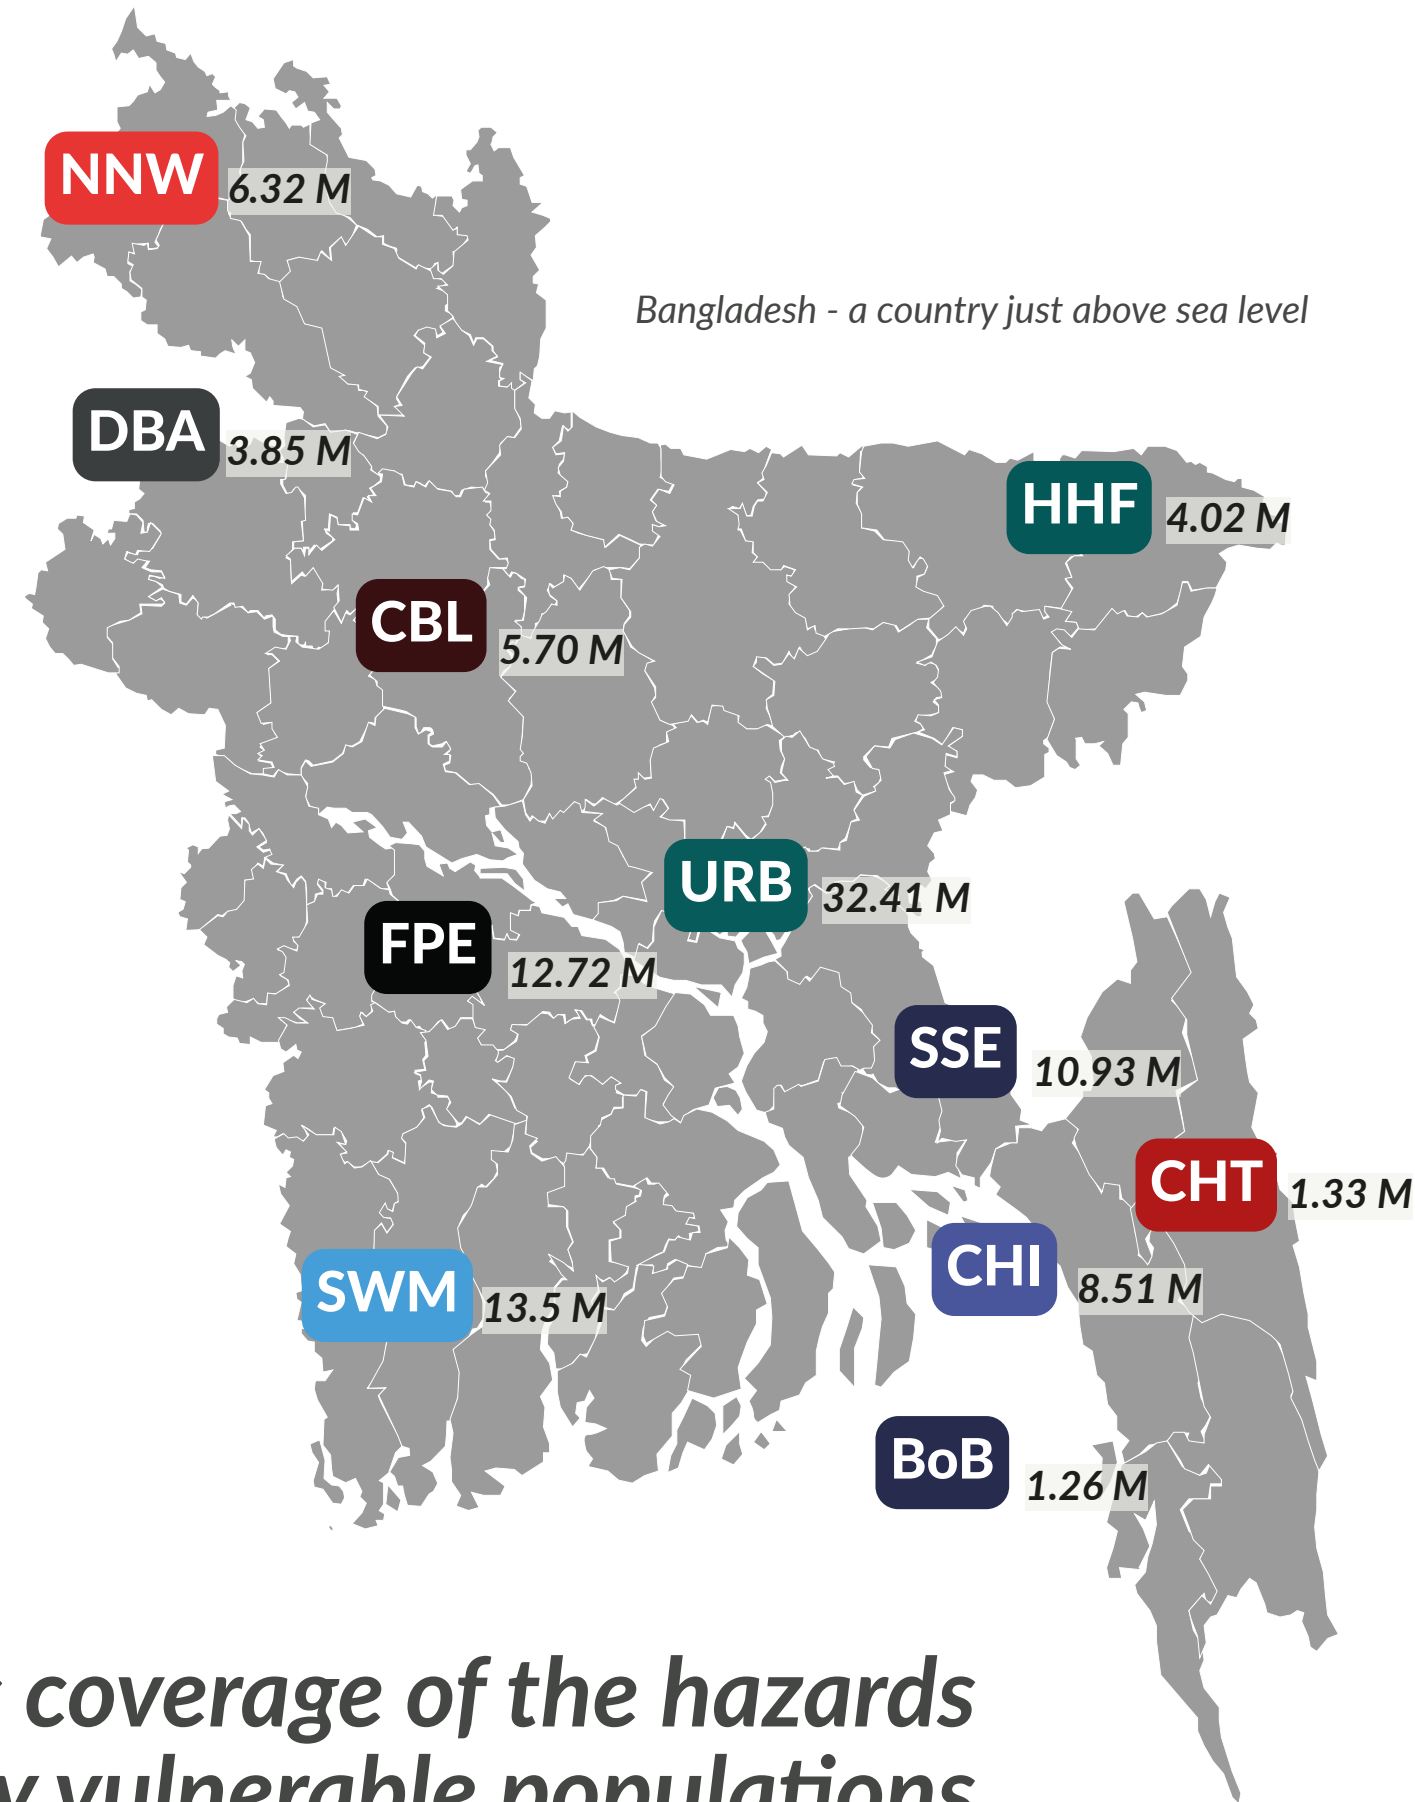 NNW
6.32 M
Bangladesh - a country just above sea level
DBA
3.85 M
HHF
4.02 M
CBL
5.70 M
URB
32.41 M
FPE
12.72 M
SSE
10.93 M
CHT
1.33 M
CHI
8.51 M
SWM
13.5 M
BoB
1.26 M
coverage of the hazards
vulnerable populations